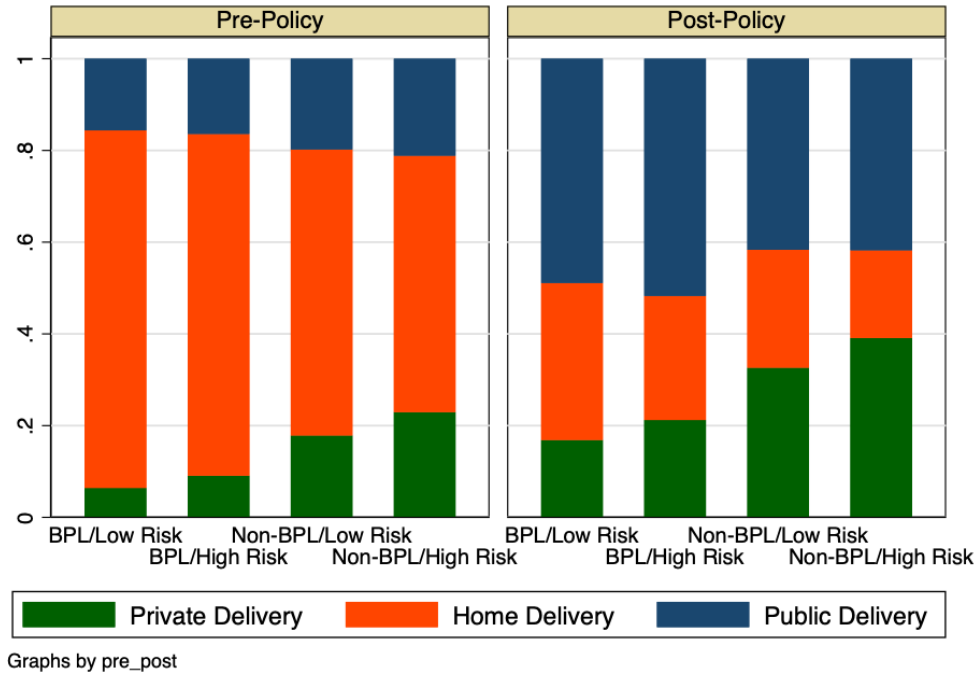 Pre-Policy
Post-Policy
1
.8
.6
.4
.2
0
BPL/Low Risk
BPL/High Risk
Non-BPL/Low Risk
Non-BPL/High Risk
BPL/Low Risk
BPL/High Risk
Non-BPL/Low Risk
Non-BPL/High Risk
Private Delivery
Home Delivery
Public Delivery
Graphs by pre_post